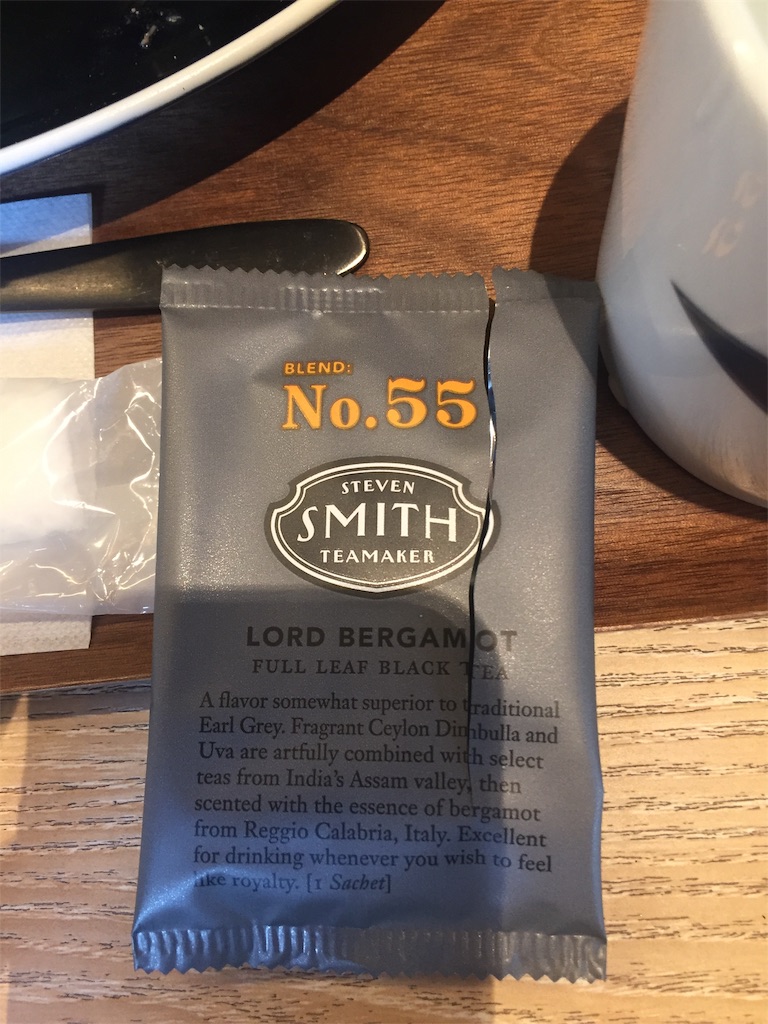 BLEND:
No.55
STEVEN
SMITH
TEAMAKER
LORD BERGAMOT
FULL LEAF BLACK TEA
A flavor somewhat superior to traditional
Earl Grey. Fragrant Ceylon Dimbulla and
Uva are artfully combined with select
teas from India's Assam valley, then
scented with the essence of bergamot
from Reggio Calabria, Italy. Excellent
for drinking whenever you wish to feel
like royalty. [1 Sachet]